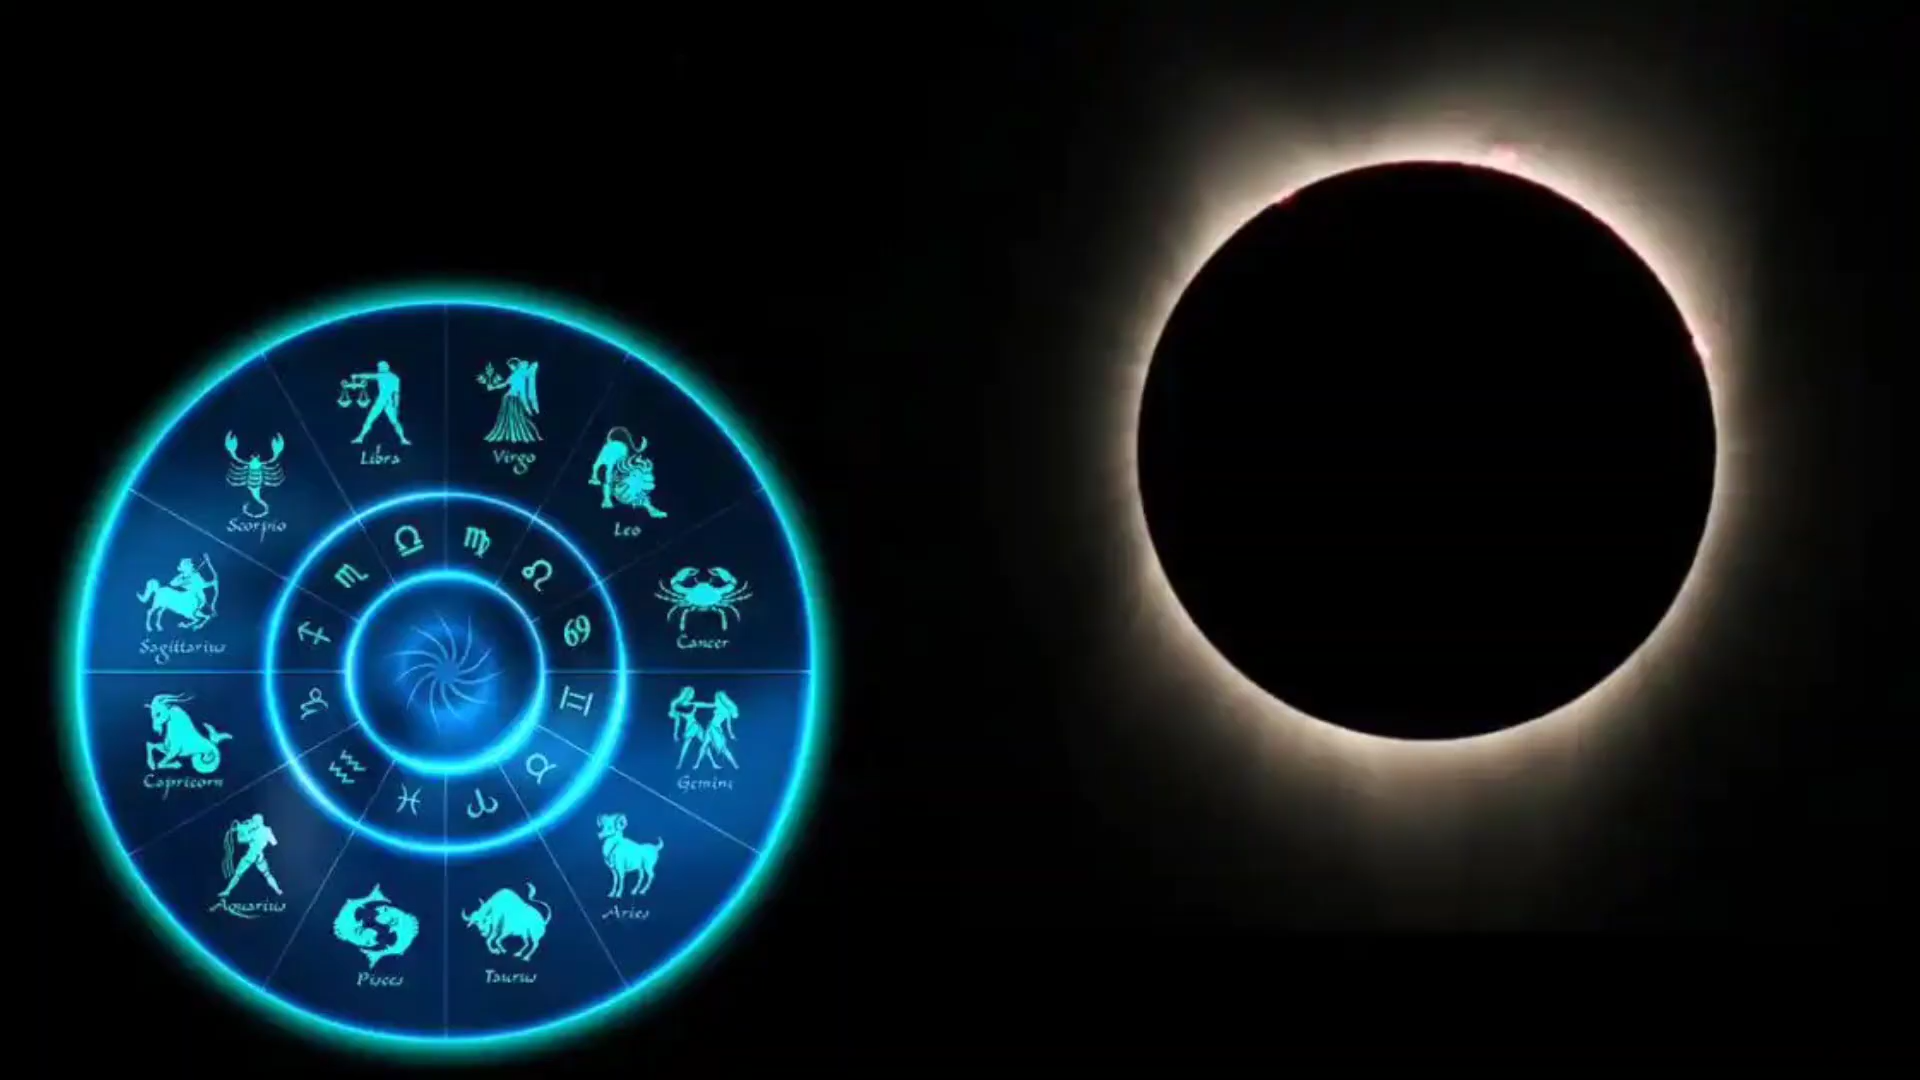 Libra
Virgo
Scorpio
Leo
Sagittarius
Cancer
Capricorn
Gemini
Aquarius
Aries
Pisces
Taurus